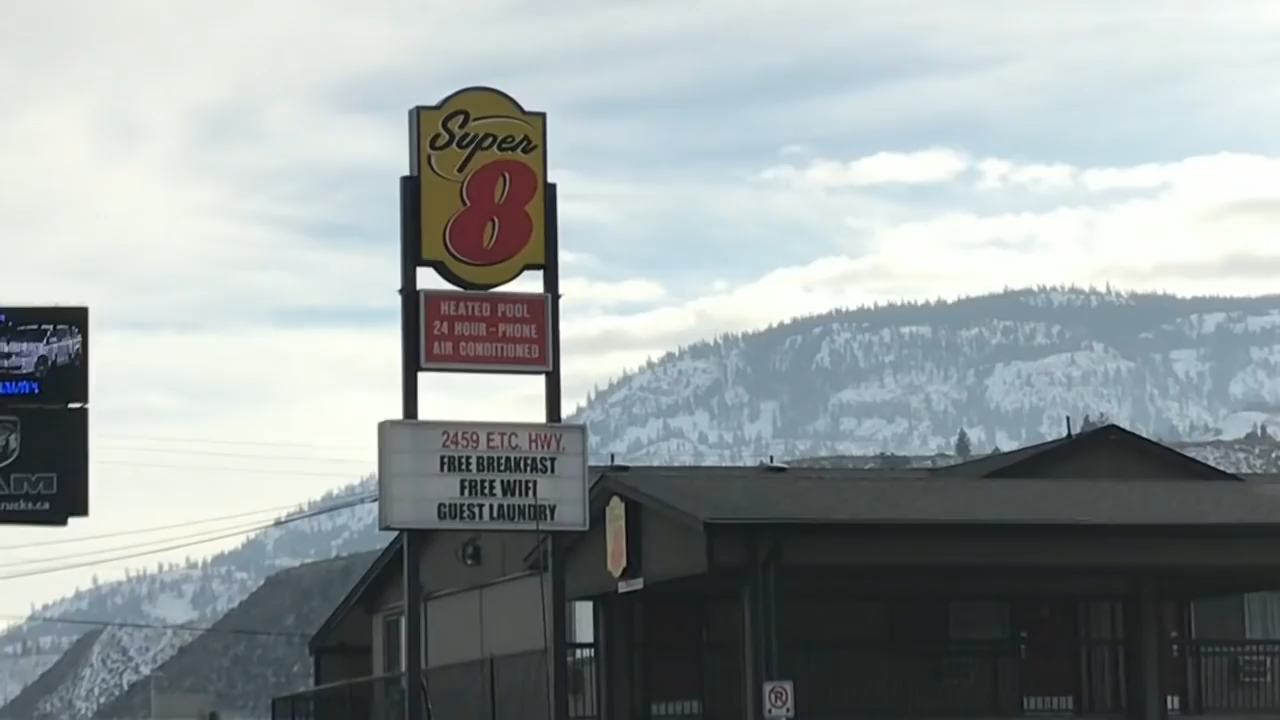 Super
8
HEATED POOL
24 HOUR-PHONE
AIR CONDITIONED
2459 E.T.C. HWY.
FREE BREAKFAST
FREE WIFI
GUEST LAUNDRY
AM
rucks.ca